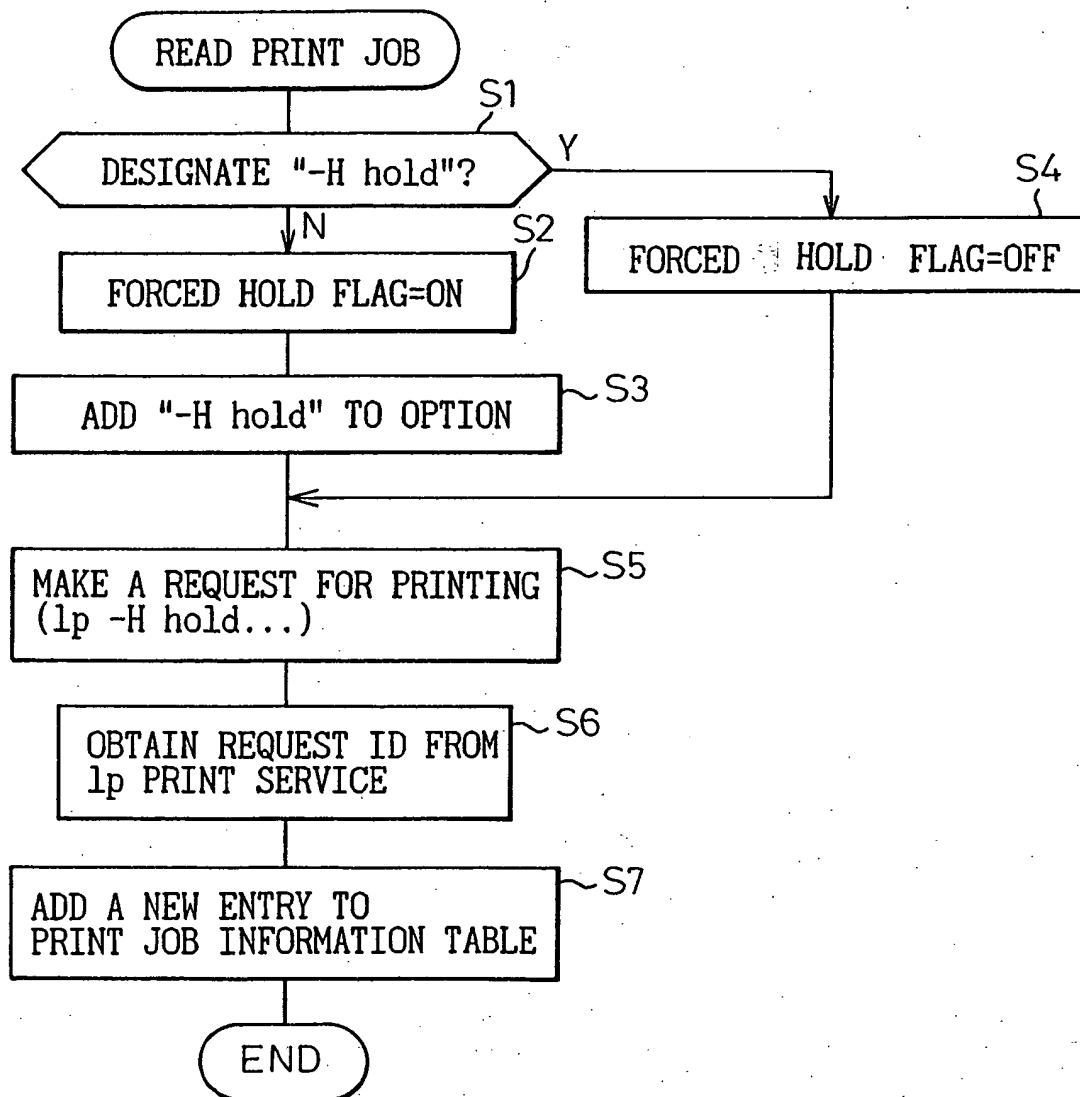 READ PRINT JOB
S1
DESIGNATE "-H hold"?
Y
N
S2
FORCED HOLD FLAG=ON
S4
FORCED HOLD FLAG=OFF
S3
ADD "-H hold" TO OPTION
S5
MAKE A REQUEST FOR PRINTING
(lp -H hold...)
S6
OBTAIN REQUEST ID FROM
lp PRINT SERVICE
S7
ADD A NEW ENTRY TO
PRINT JOB INFORMATION TABLE
END